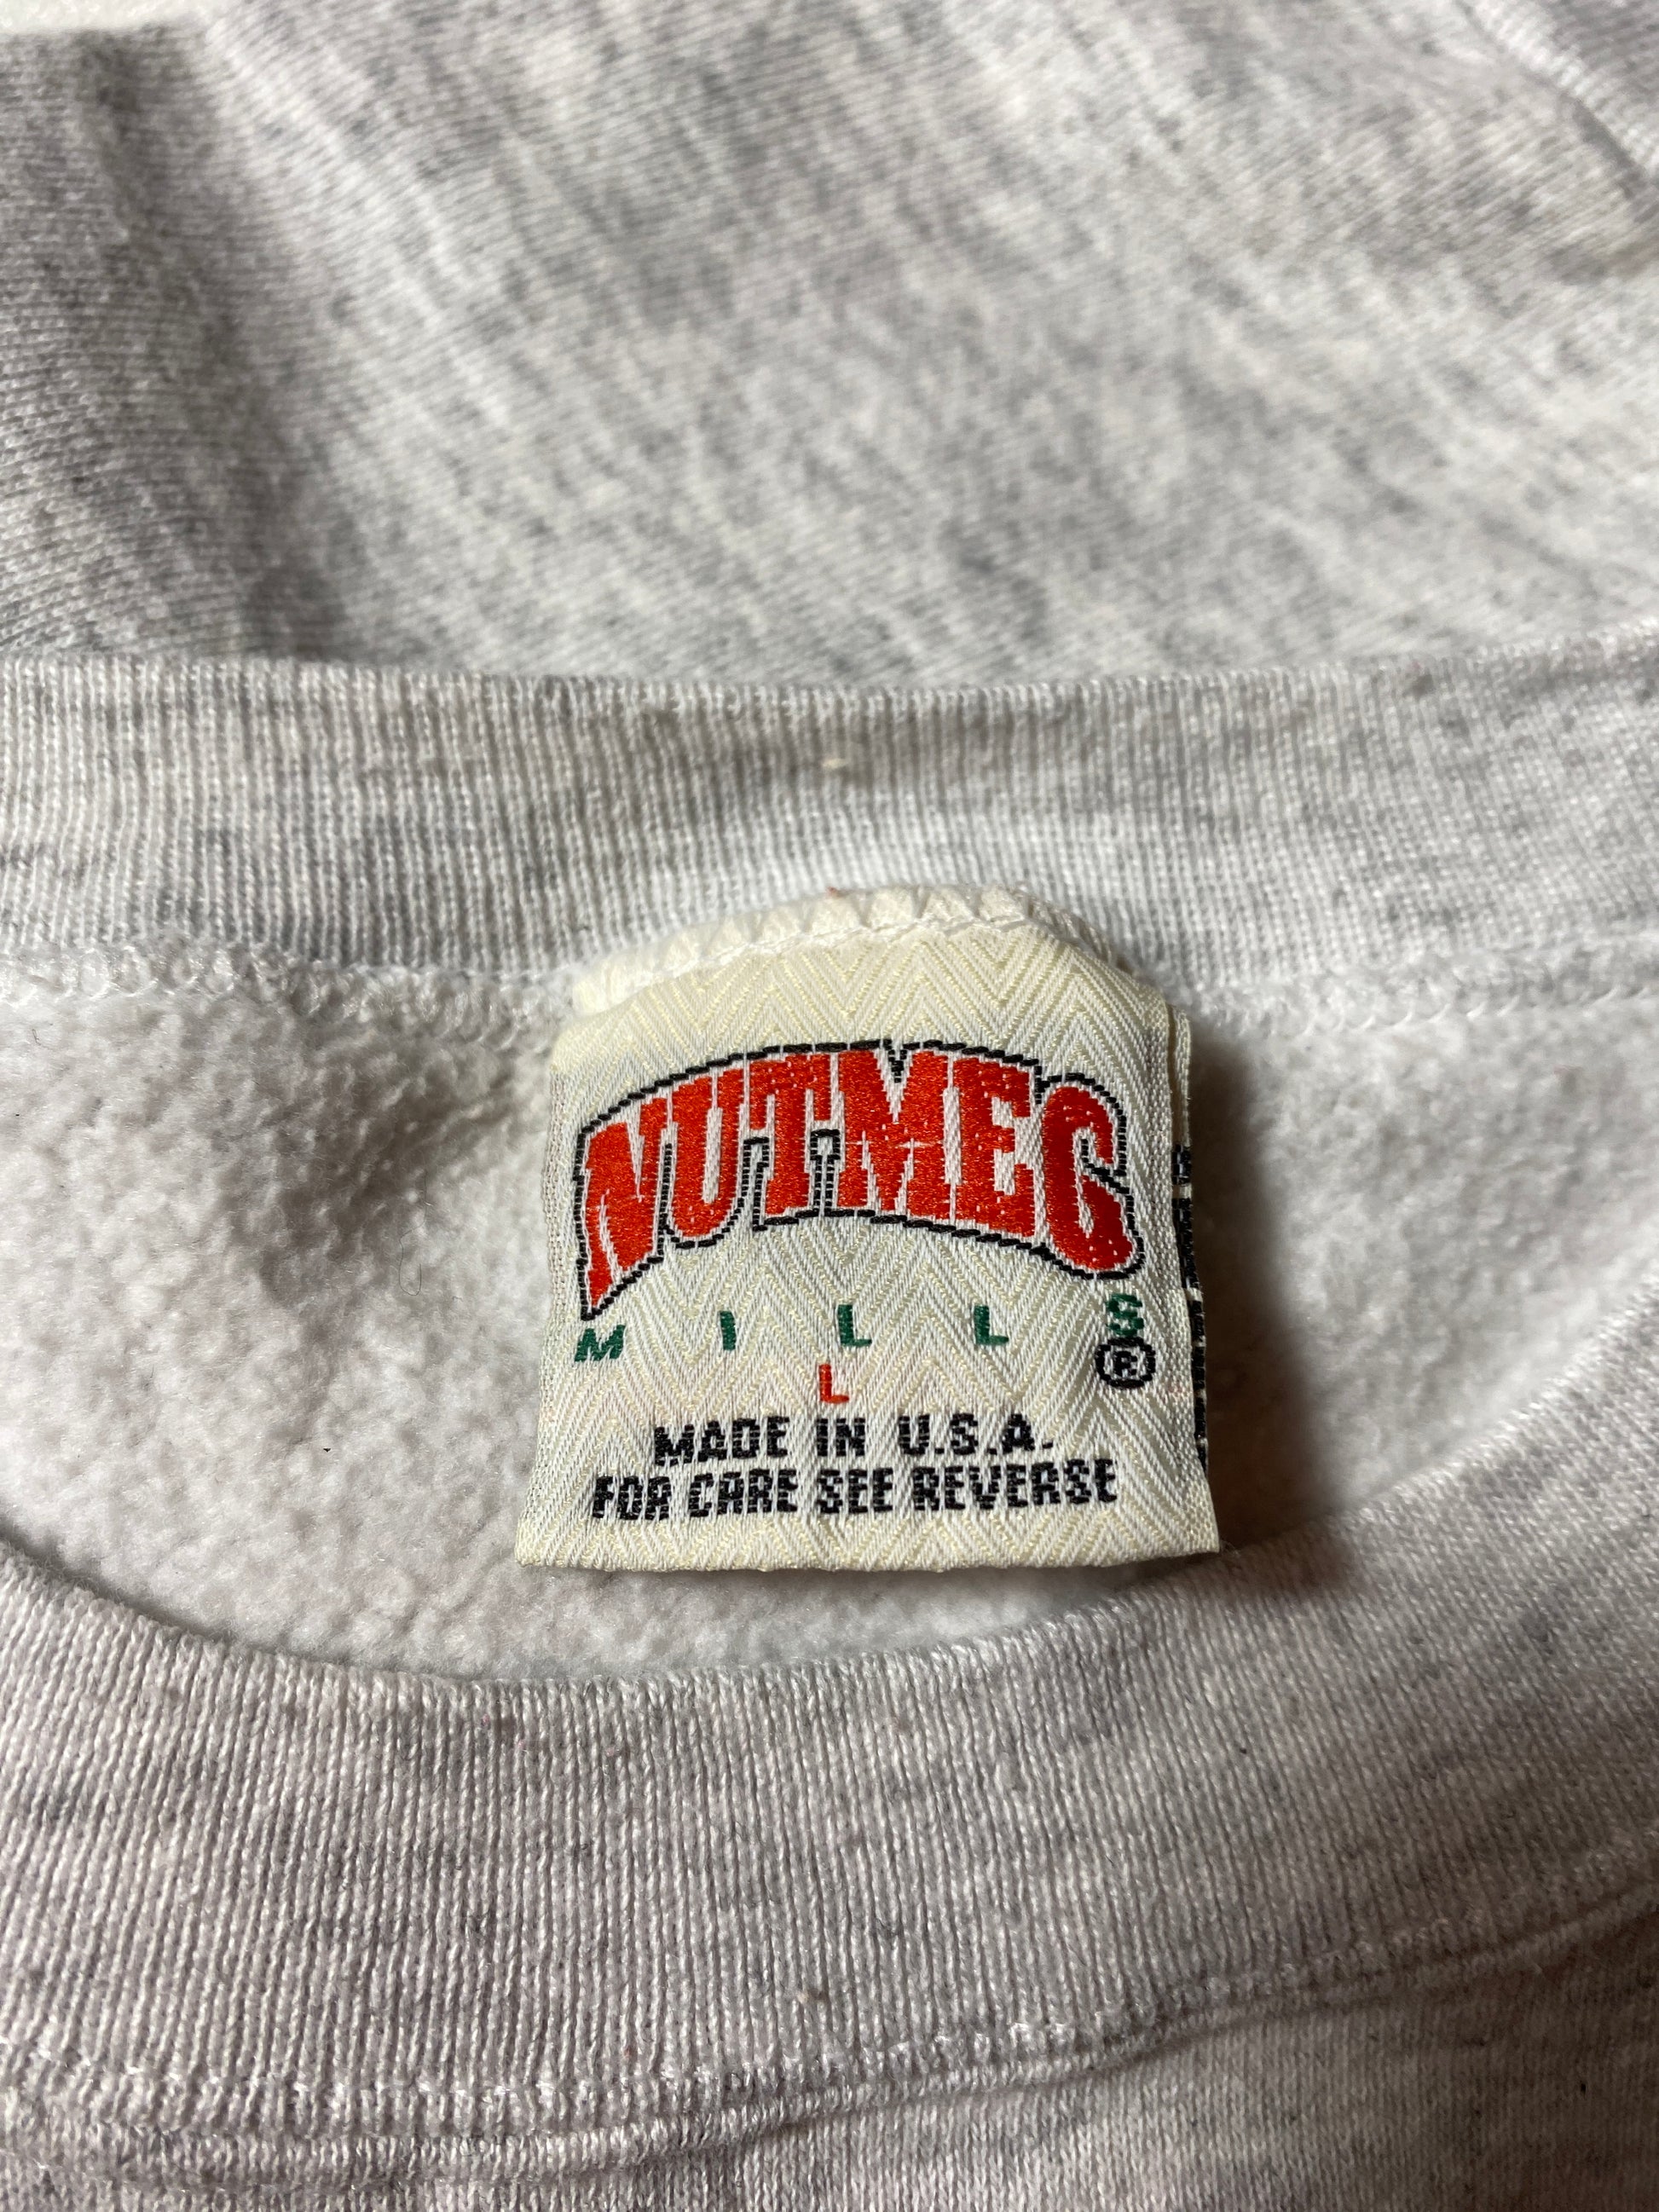 NUTMEG
MILLS
®
L
MADE IN U.S.A.
FOR CARE SEE REVERSE